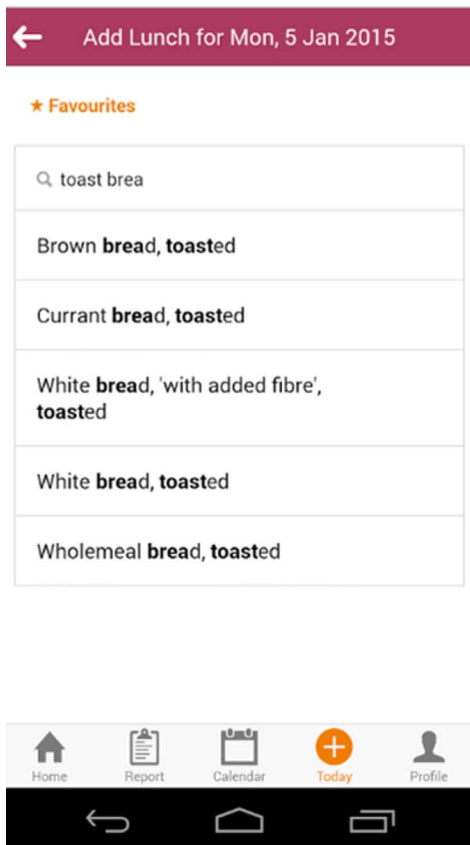 Add Lunch for Mon, 5 Jan 2015
★ Favourites
toast brea
Brown bread, toasted
Currant bread, toasted
White bread, 'with added fibre',
toasted
White bread, toasted
Wholemeal bread, toasted
Home Report Calendar Today Profile